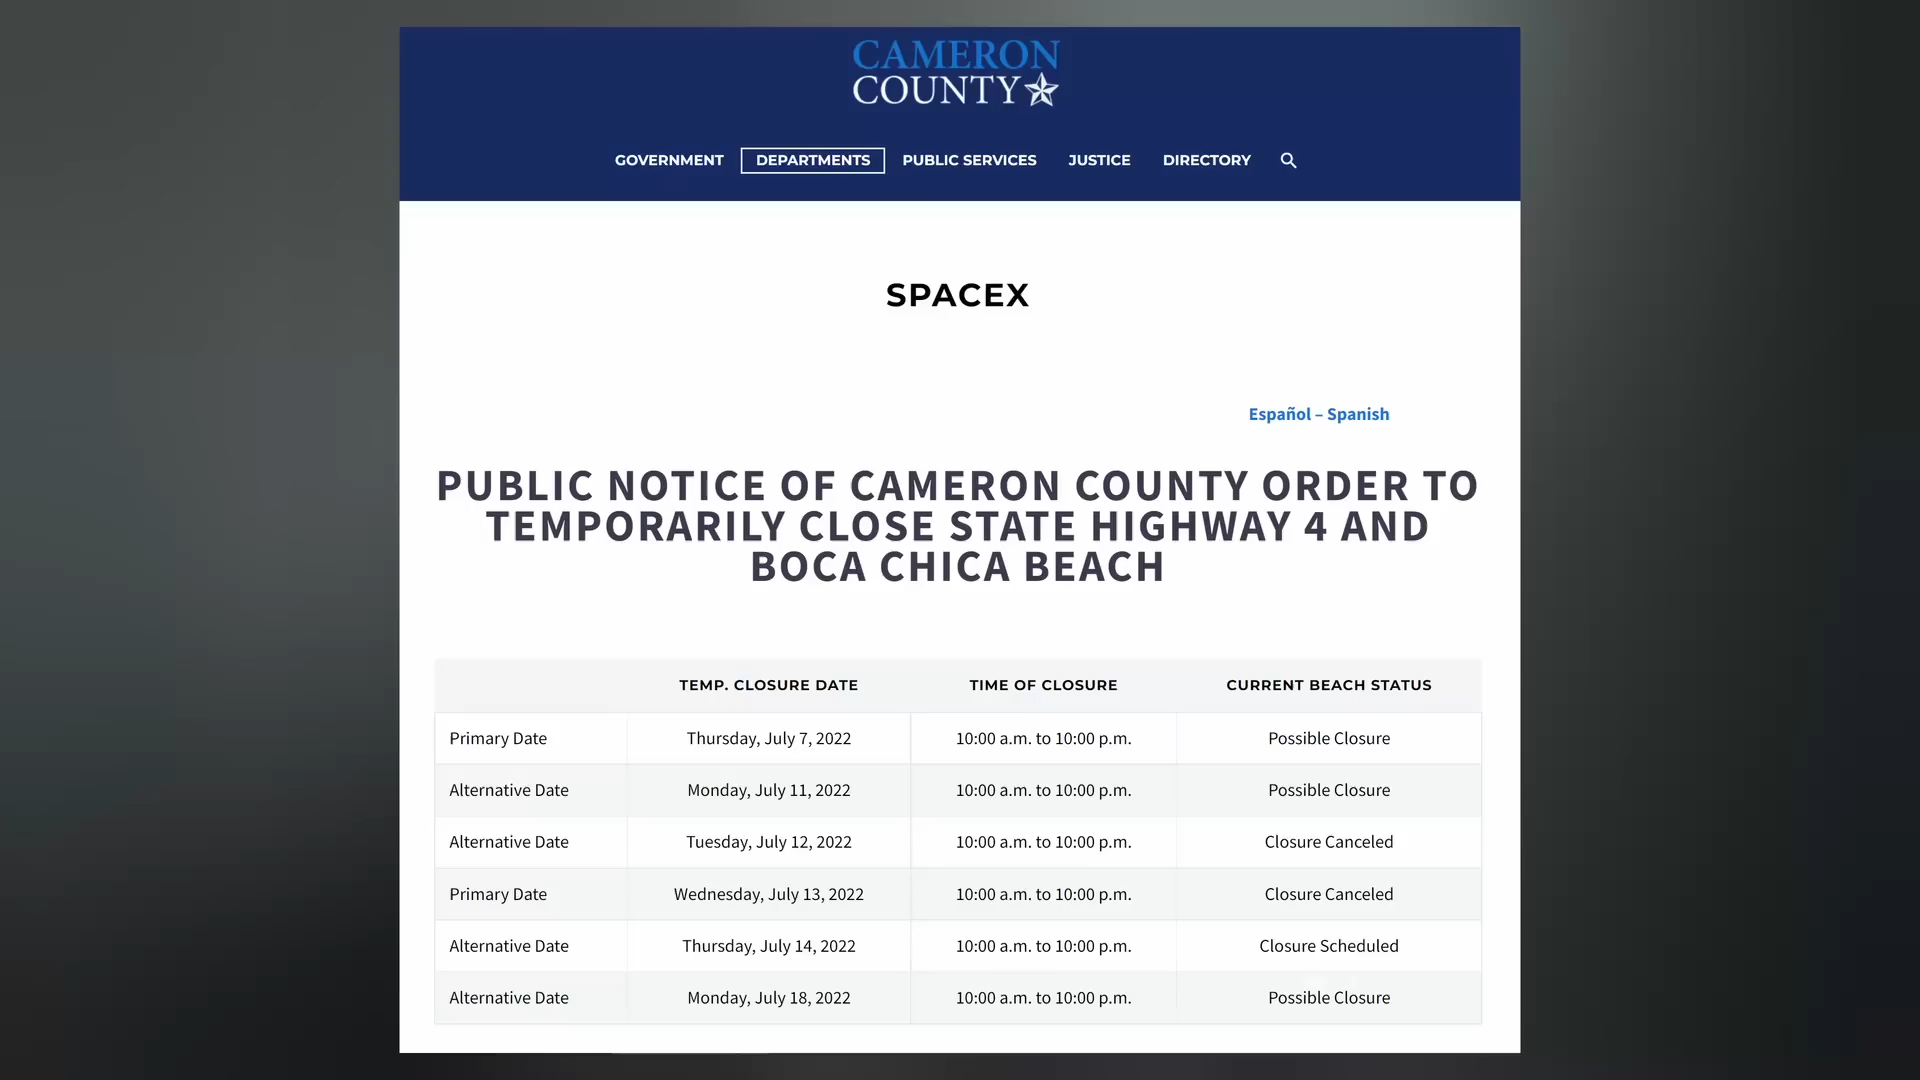 CAMERON
COUNTY
GOVERNMENT DEPARTMENTS PUBLIC SERVICES JUSTICE DIRECTORY
SPACEX
Español – Spanish
PUBLIC NOTICE OF CAMERON COUNTY ORDER TO
TEMPORARILY CLOSE STATE HIGHWAY 4 AND
BOCA CHICA BEACH
TEMP. CLOSURE DATE TIME OF CLOSURE CURRENT BEACH STATUS
Primary Date Thursday, July 7, 2022 10:00 a.m. to 10:00 p.m. Possible Closure
Alternative Date Monday, July 11, 2022 10:00 a.m. to 10:00 p.m. Possible Closure
Alternative Date Tuesday, July 12, 2022 10:00 a.m. to 10:00 p.m. Closure Canceled
Primary Date Wednesday, July 13, 2022 10:00 a.m. to 10:00 p.m. Closure Canceled
Alternative Date Thursday, July 14, 2022 10:00 a.m. to 10:00 p.m. Closure Scheduled
Alternative Date Monday, July 18, 2022 10:00 a.m. to 10:00 p.m. Possible Closure